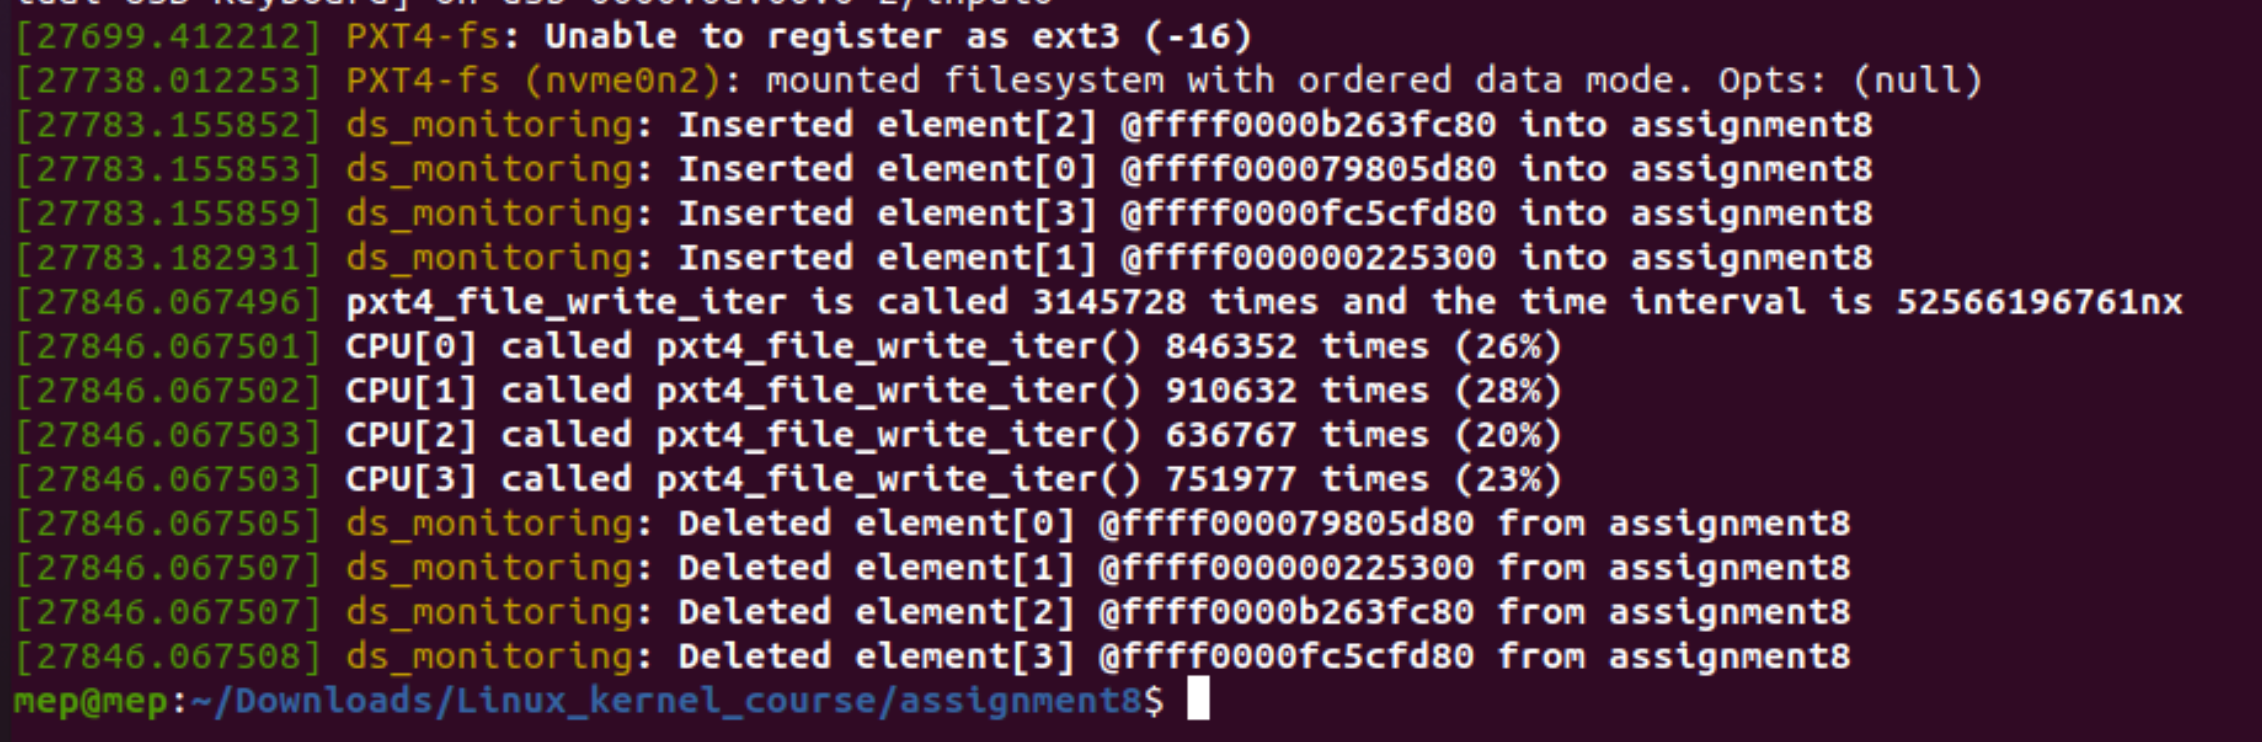 [27699.412212] PXT4-fs: Unable to register as ext3 (-16)
[27738.012253] PXT4-fs (nvme0n2): mounted filesystem with ordered data mode. Opts: (null)
[27783.155852] ds_monitoring: Inserted element[2] @ffff0000b263fc80 into assignment8
[27783.155853] ds_monitoring: Inserted element[0] @ffff000079805d80 into assignment8
[27783.155859] ds_monitoring: Inserted element[3] @ffff0000fc5cfd80 into assignment8
[27783.182931] ds_monitoring: Inserted element[1] @ffff000000225300 into assignment8
[27846.067496] pxt4_file_write_iter is called 3145728 times and the time interval is 52566196761nx
[27846.067501] CPU[0] called pxt4_file_write_iter() 846352 times (26%)
[27846.067502] CPU[1] called pxt4_file_write_iter() 910632 times (28%)
[27846.067503] CPU[2] called pxt4_file_write_iter() 636767 times (20%)
[27846.067503] CPU[3] called pxt4_file_write_iter() 751977 times (23%)
[27846.067505] ds_monitoring: Deleted element[0] @ffff000079805d80 from assignment8
[27846.067507] ds_monitoring: Deleted element[1] @ffff000000225300 from assignment8
[27846.067507] ds_monitoring: Deleted element[2] @ffff0000b263fc80 from assignment8
[27846.067508] ds_monitoring: Deleted element[3] @ffff0000fc5cfd80 from assignment8
mep@mep:~/Downloads/Linux_kernel_course/assignment8$